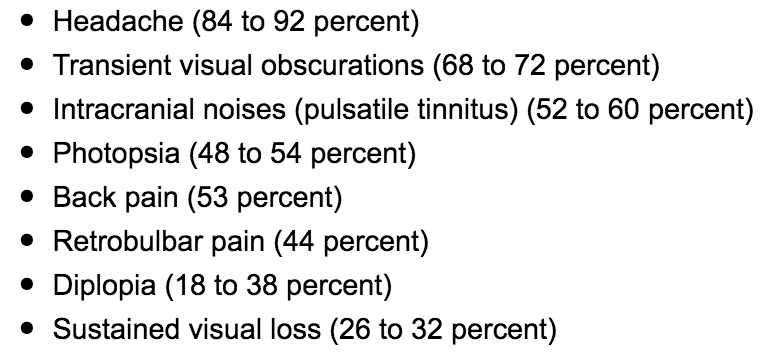 • Headache (84 to 92 percent)
• Transient visual obscurations (68 to 72 percent)
• Intracranial noises (pulsatile tinnitus) (52 to 60 percent)
• Photopsia (48 to 54 percent)
• Back pain (53 percent)
• Retrobulbar pain (44 percent)
• Diplopia (18 to 38 percent)
• Sustained visual loss (26 to 32 percent)